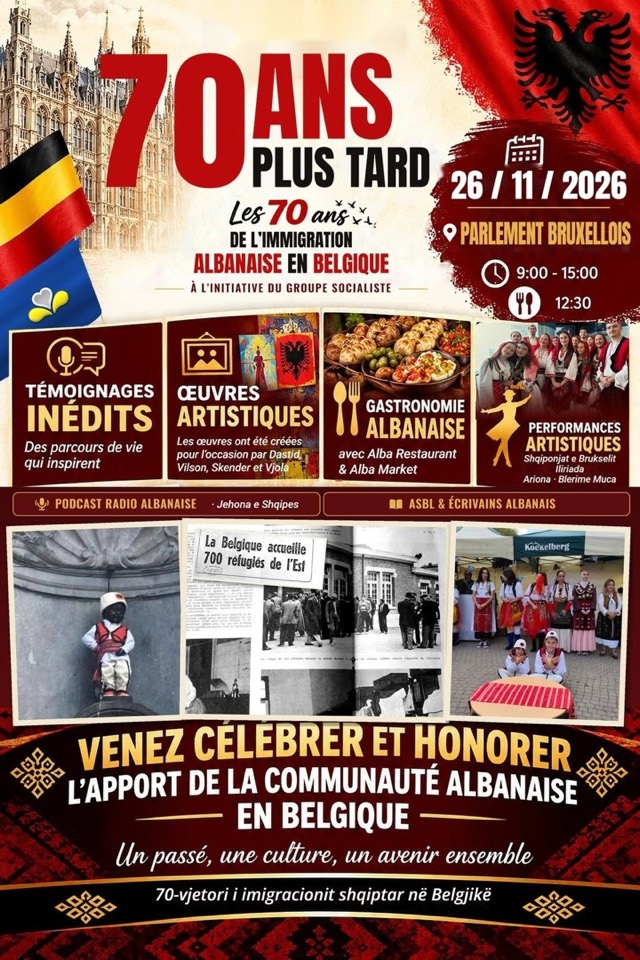 70 ANS
PLUS TARD
Les 70 ans
DE L'IMMIGRATION
ALBANAISE EN BELGIQUE
À L'INITIATIVE DU GROUPE SOCIALISTE
26 / 11 / 2026
PARLEMENT BRUXELLOIS
9:00 - 15:00
12:30
TÉMOIGNAGES
INÉDITS
Des parcours de vie
qui inspirent
ŒUVRES
ARTISTIQUES
Les œuvres ont été créées
pour l'occasion par Dastid,
Vilson, Skender et Vjola
GASTRONOMIE
ALBANAISE
avec Alba Restaurant
& Alba Market
PERFORMANCES
ARTISTIQUES
Shqiponjat e Brukselit
Iliriada
Ariona · Blerime Muca
PODCAST RADIO ALBANAISE · Jehona e Shqipes
ASBL & ÉCRIVAINS ALBANAIS
La Belgique accueille
700 réfugiés de l'Est
Koekelberg
VENEZ CÉLÉBRER ET HONORER
L'APPORT DE LA COMMUNAUTÉ ALBANAISE
EN BELGIQUE
Un passé, une culture, un avenir ensemble
70-vjetori i imigracionit shqiptar në Belgjikë